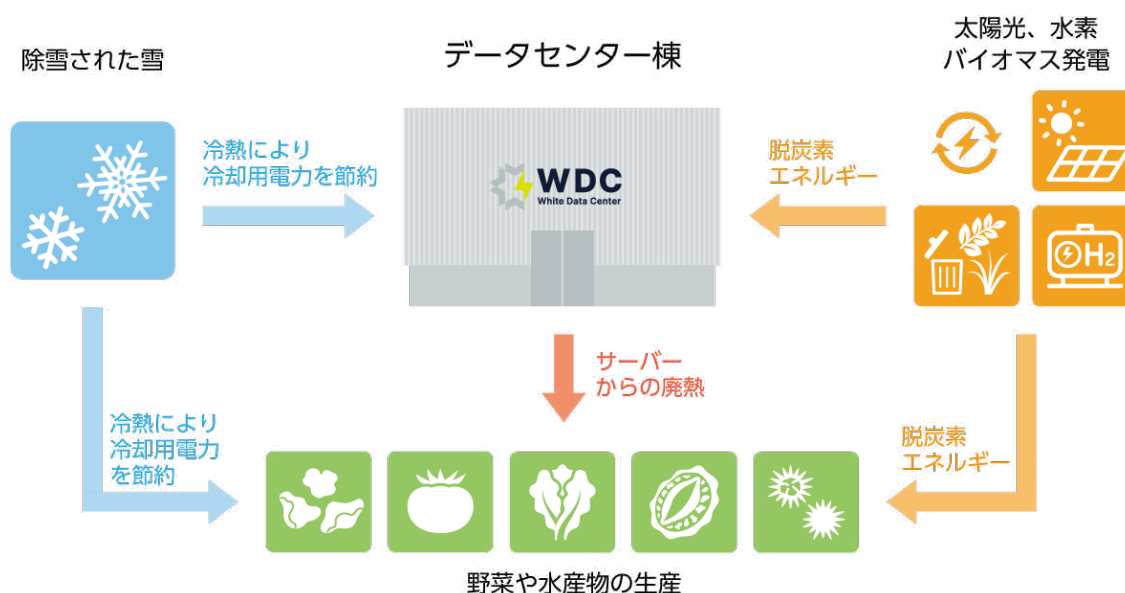 除雪された雪
データセンター棟
太陽光、水素
バイオマス発電
冷熱により
冷却用電力を節約
WDC
White Data Center
脱炭素
エネルギー
H2
サーバー
からの廃熱
冷熱により
冷却用電力
を節約
脱炭素
エネルギー
野菜や水産物の生産